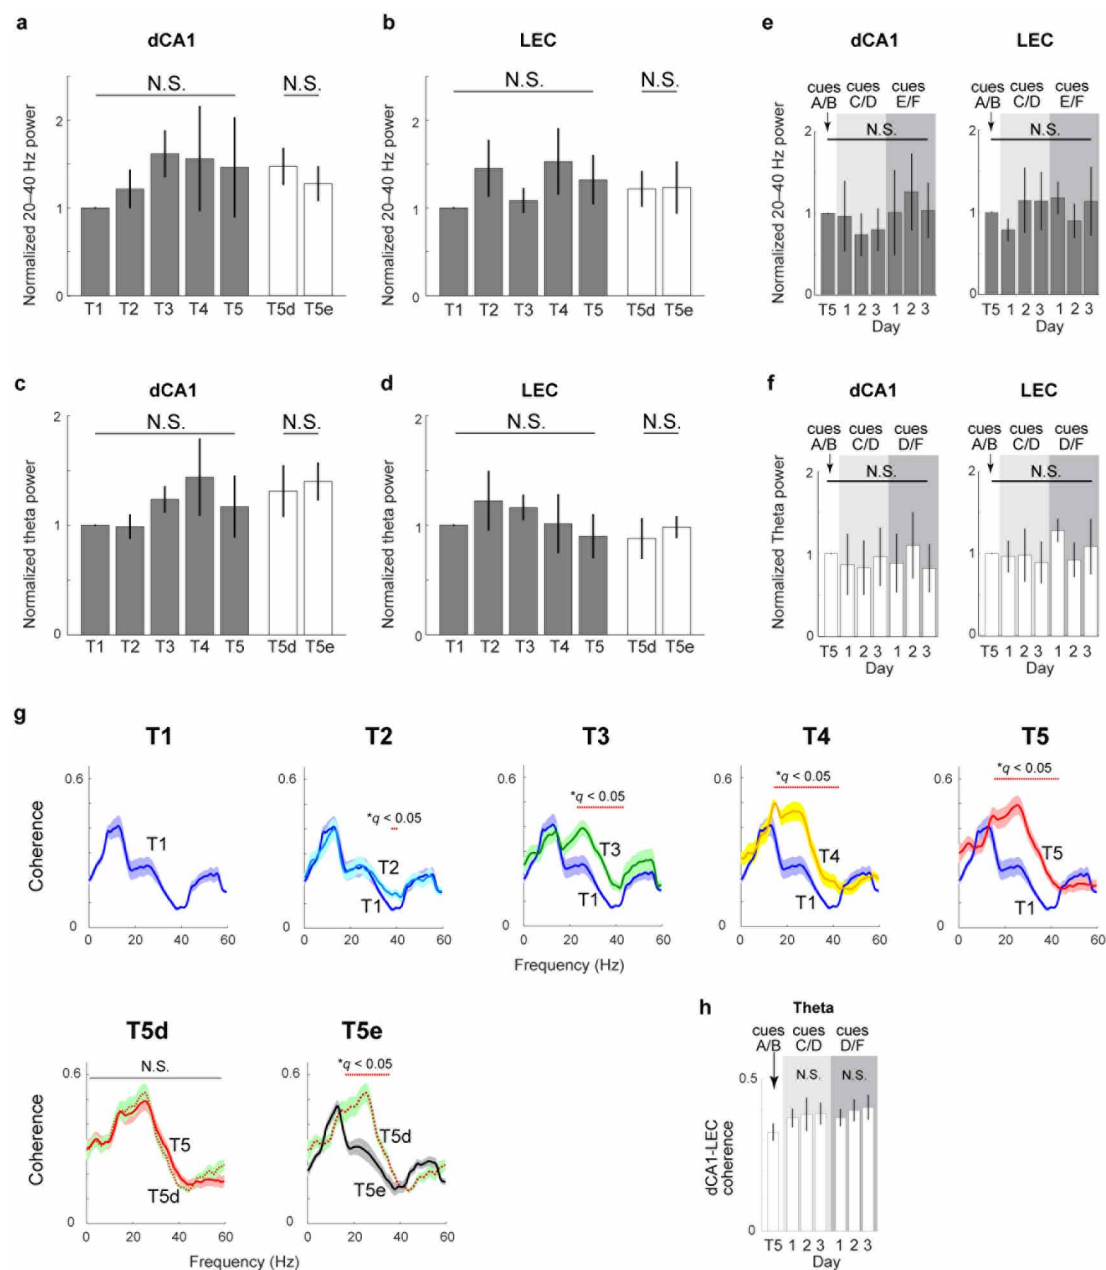 a
dCA1
N.S.
N.S.
Normalized 20–40 Hz power
2
1
0
T1 T2 T3 T4 T5 T5d T5e
b
LEC
N.S.
N.S.
Normalized 20–40 Hz power
2
1
0
T1 T2 T3 T4 T5 T5d T5e
e
dCA1 LEC
cues cues cues
A/B C/D E/F
N.S.
Normalized 20–40 Hz power
2
1
0
T5 1 2 3 1 2 3
Day
cues cues cues
A/B C/D E/F
N.S.
2
1
0
T5 1 2 3 1 2 3
Day
c
dCA1
N.S.
N.S.
Normalized theta power
2
1
0
T1 T2 T3 T4 T5 T5d T5e
d
LEC
N.S.
N.S.
Normalized theta power
2
1
0
T1 T2 T3 T4 T5 T5d T5e
f
dCA1 LEC
cues cues cues
A/B C/D D/F
N.S.
Normalized Theta power
2
1
0
T5 1 2 3 1 2 3
Day
cues cues cues
A/B C/D D/F
N.S.
2
1
0
T5 1 2 3 1 2 3
Day
g
T1
Coherence
0.6
0
T1
0 20 40 60
T2
0.6
0
*q < 0.05
T2
T1
0 20 40 60
T3
0.6
0
*q < 0.05
T3
T1
0 20 40 60
T4
0.6
0
*q < 0.05
T4
T1
0 20 40 60
T5
0.6
0
*q < 0.05
T5
T1
0 20 40 60
Frequency (Hz)
T5d
N.S.
Coherence
0.6
0
T5
T5d
0 20 40 60
T5e
*q < 0.05
0.6
0
T5d
T5e
0 20 40 60
Frequency (Hz)
h
Theta
cues cues cues
A/B C/D D/F
N.S. N.S.
dCA1-LEC
coherence
0.5
0
T5 1 2 3 1 2 3
Day